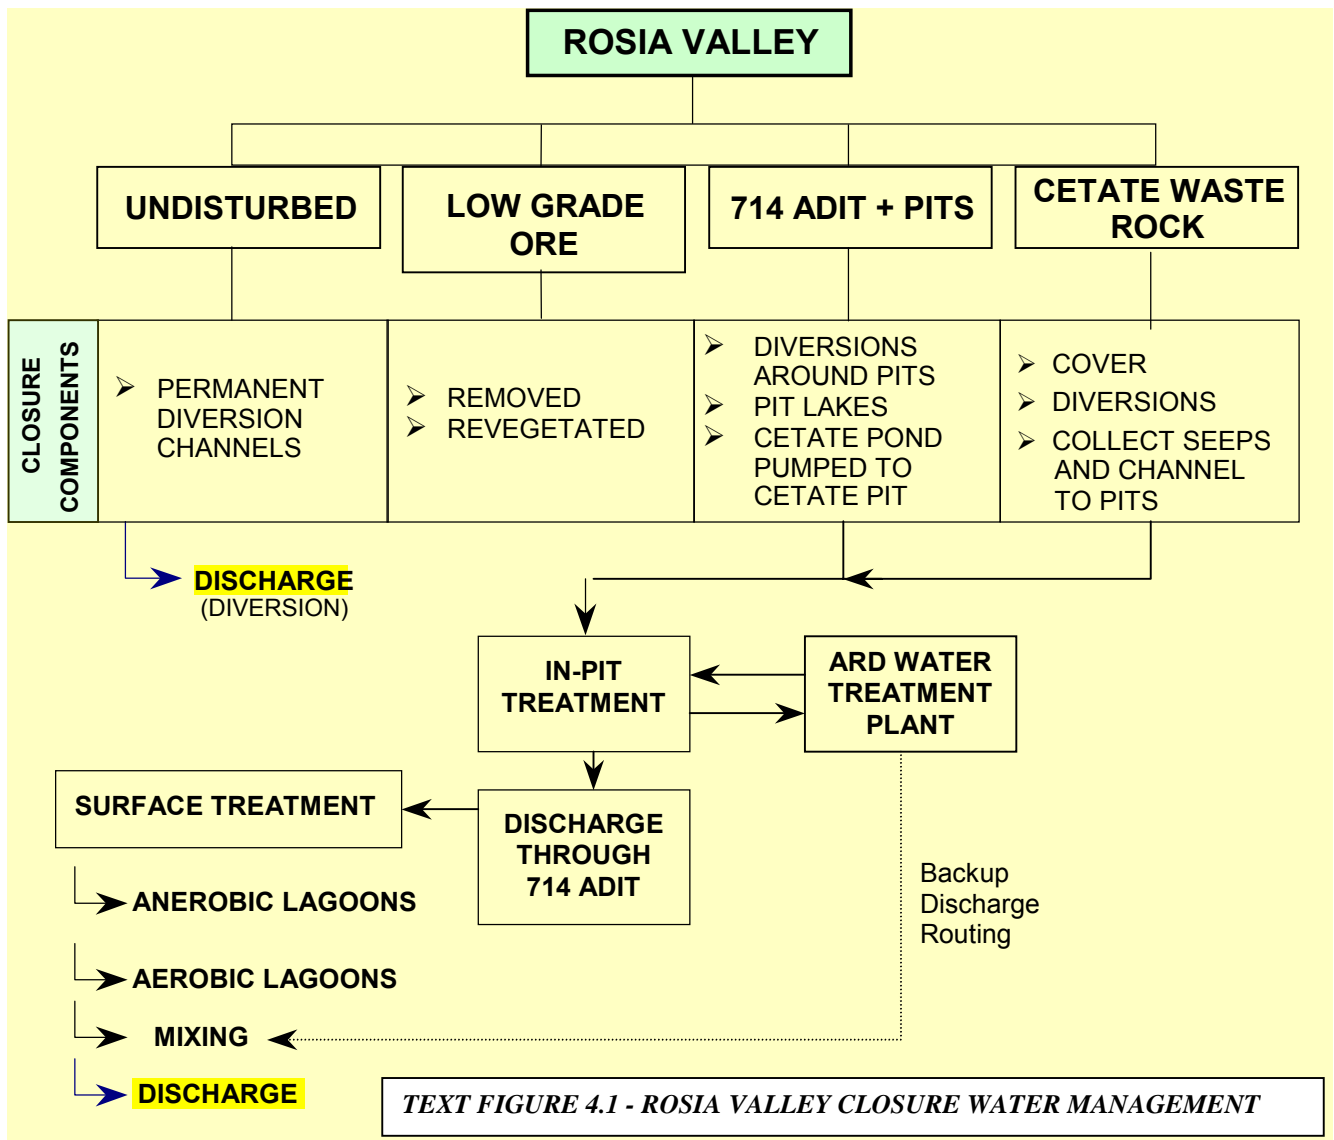 ROSIA VALLEY
UNDISTURBED
LOW GRADE
ORE
714 ADIT + PITS
CETATE WASTE
ROCK
CLOSURE
COMPONENTS
➢ PERMANENT
DIVERSION
CHANNELS
➢ REMOVED
➢ REVEGETATED
➢ DIVERSIONS
AROUND PITS
➢ PIT LAKES
➢ CETATE POND
PUMPED TO
CETATE PIT
➢ COVER
➢ DIVERSIONS
➢ COLLECT SEEPS
AND CHANNEL
TO PITS
DISCHARGE
(DIVERSION)
IN-PIT
TREATMENT
ARD WATER
TREATMENT
PLANT
SURFACE TREATMENT
DISCHARGE
THROUGH
714 ADIT
Backup
Discharge
Routing
ANEROBIC LAGOONS
AEROBIC LAGOONS
MIXING
DISCHARGE
TEXT FIGURE 4.1 - ROSIA VALLEY CLOSURE WATER MANAGEMENT